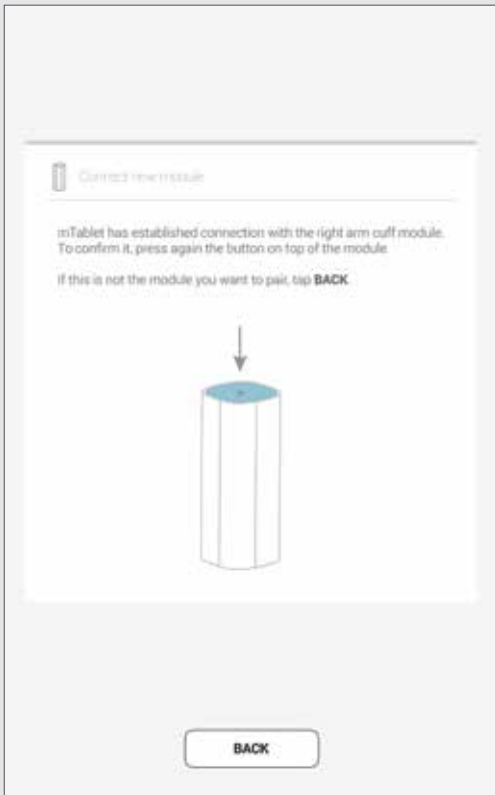 Connect new module
mTablet has established connection with the right arm cuff module.
To confirm it, press again the button on top of the module.
If this is not the module you want to pair, tap BACK
BACK